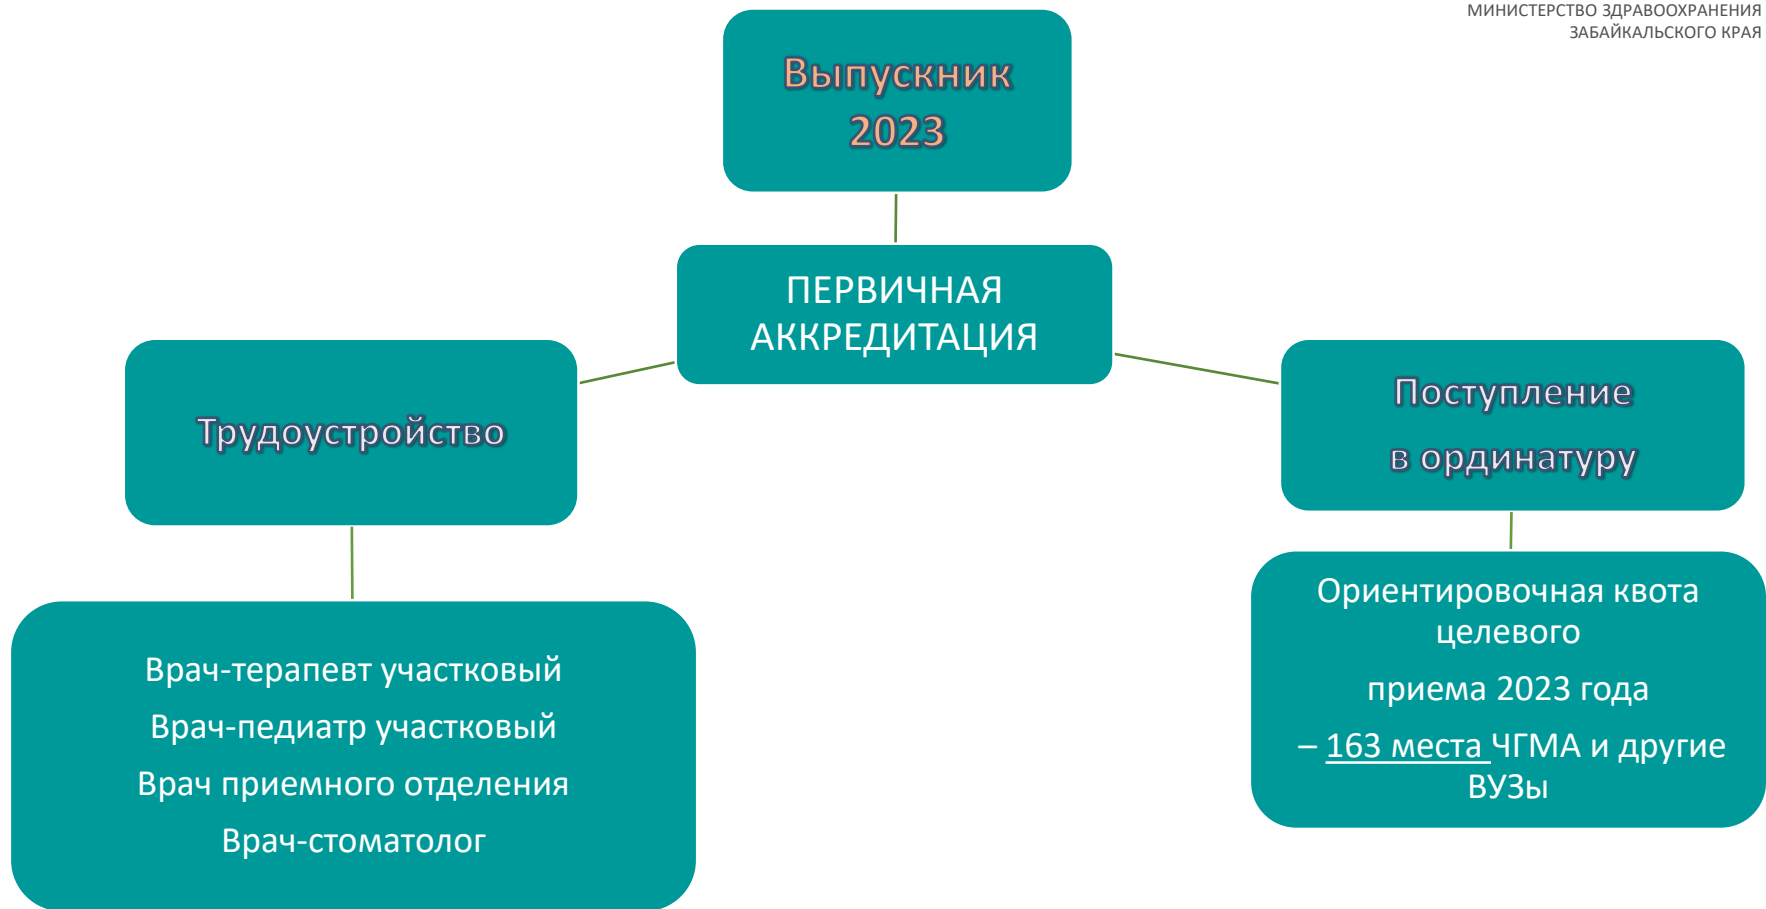 МИНИСТЕРСТВО ЗДРАВООХРАНЕНИЯ
ЗАБАЙКАЛЬСКОГО КРАЯ
Выпускник
2023
ПЕРВИЧНАЯ
АККРЕДИТАЦИЯ
Трудоустройство
Поступление
в ординатуру
Врач-терапевт участковый
Врач-педиатр участковый
Врач приемного отделения
Врач-стоматолог
Ориентировочная квота
целевого
приема 2023 года
– 163 места ЧГМА и другие
ВУЗы